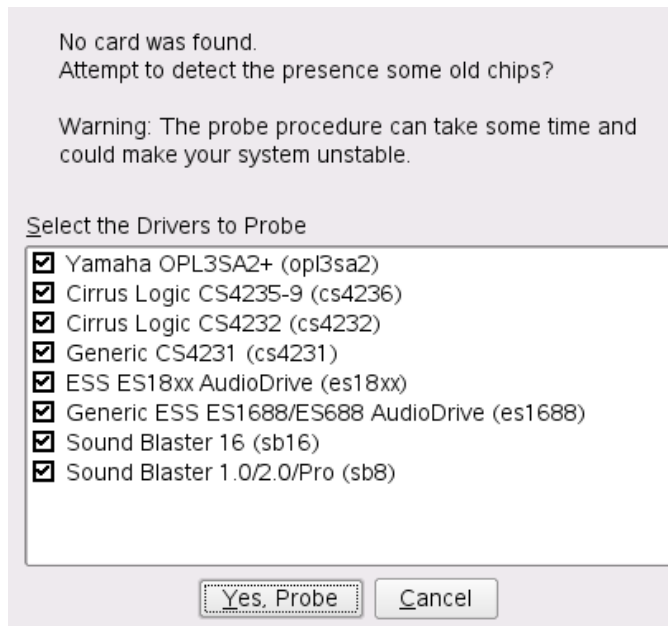 No card was found.
Attempt to detect the presence some old chips?
Warning: The probe procedure can take some time and
could make your system unstable.
Select the Drivers to Probe
Yamaha OPL3SA2+ (opl3sa2)
Cirrus Logic CS4235-9 (cs4236)
Cirrus Logic CS4232 (cs4232)
Generic CS4231 (cs4231)
ESS ES18xx AudioDrive (es18xx)
Generic ESS ES1688/ES688 AudioDrive (es1688)
Sound Blaster 16 (sb16)
Sound Blaster 1.0/2.0/Pro (sb8)
Yes, Probe
Cancel